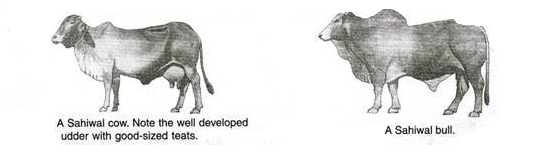 A Sahiwal cow. Note the well developed
udder with good-sized teats.
A Sahiwal bull.